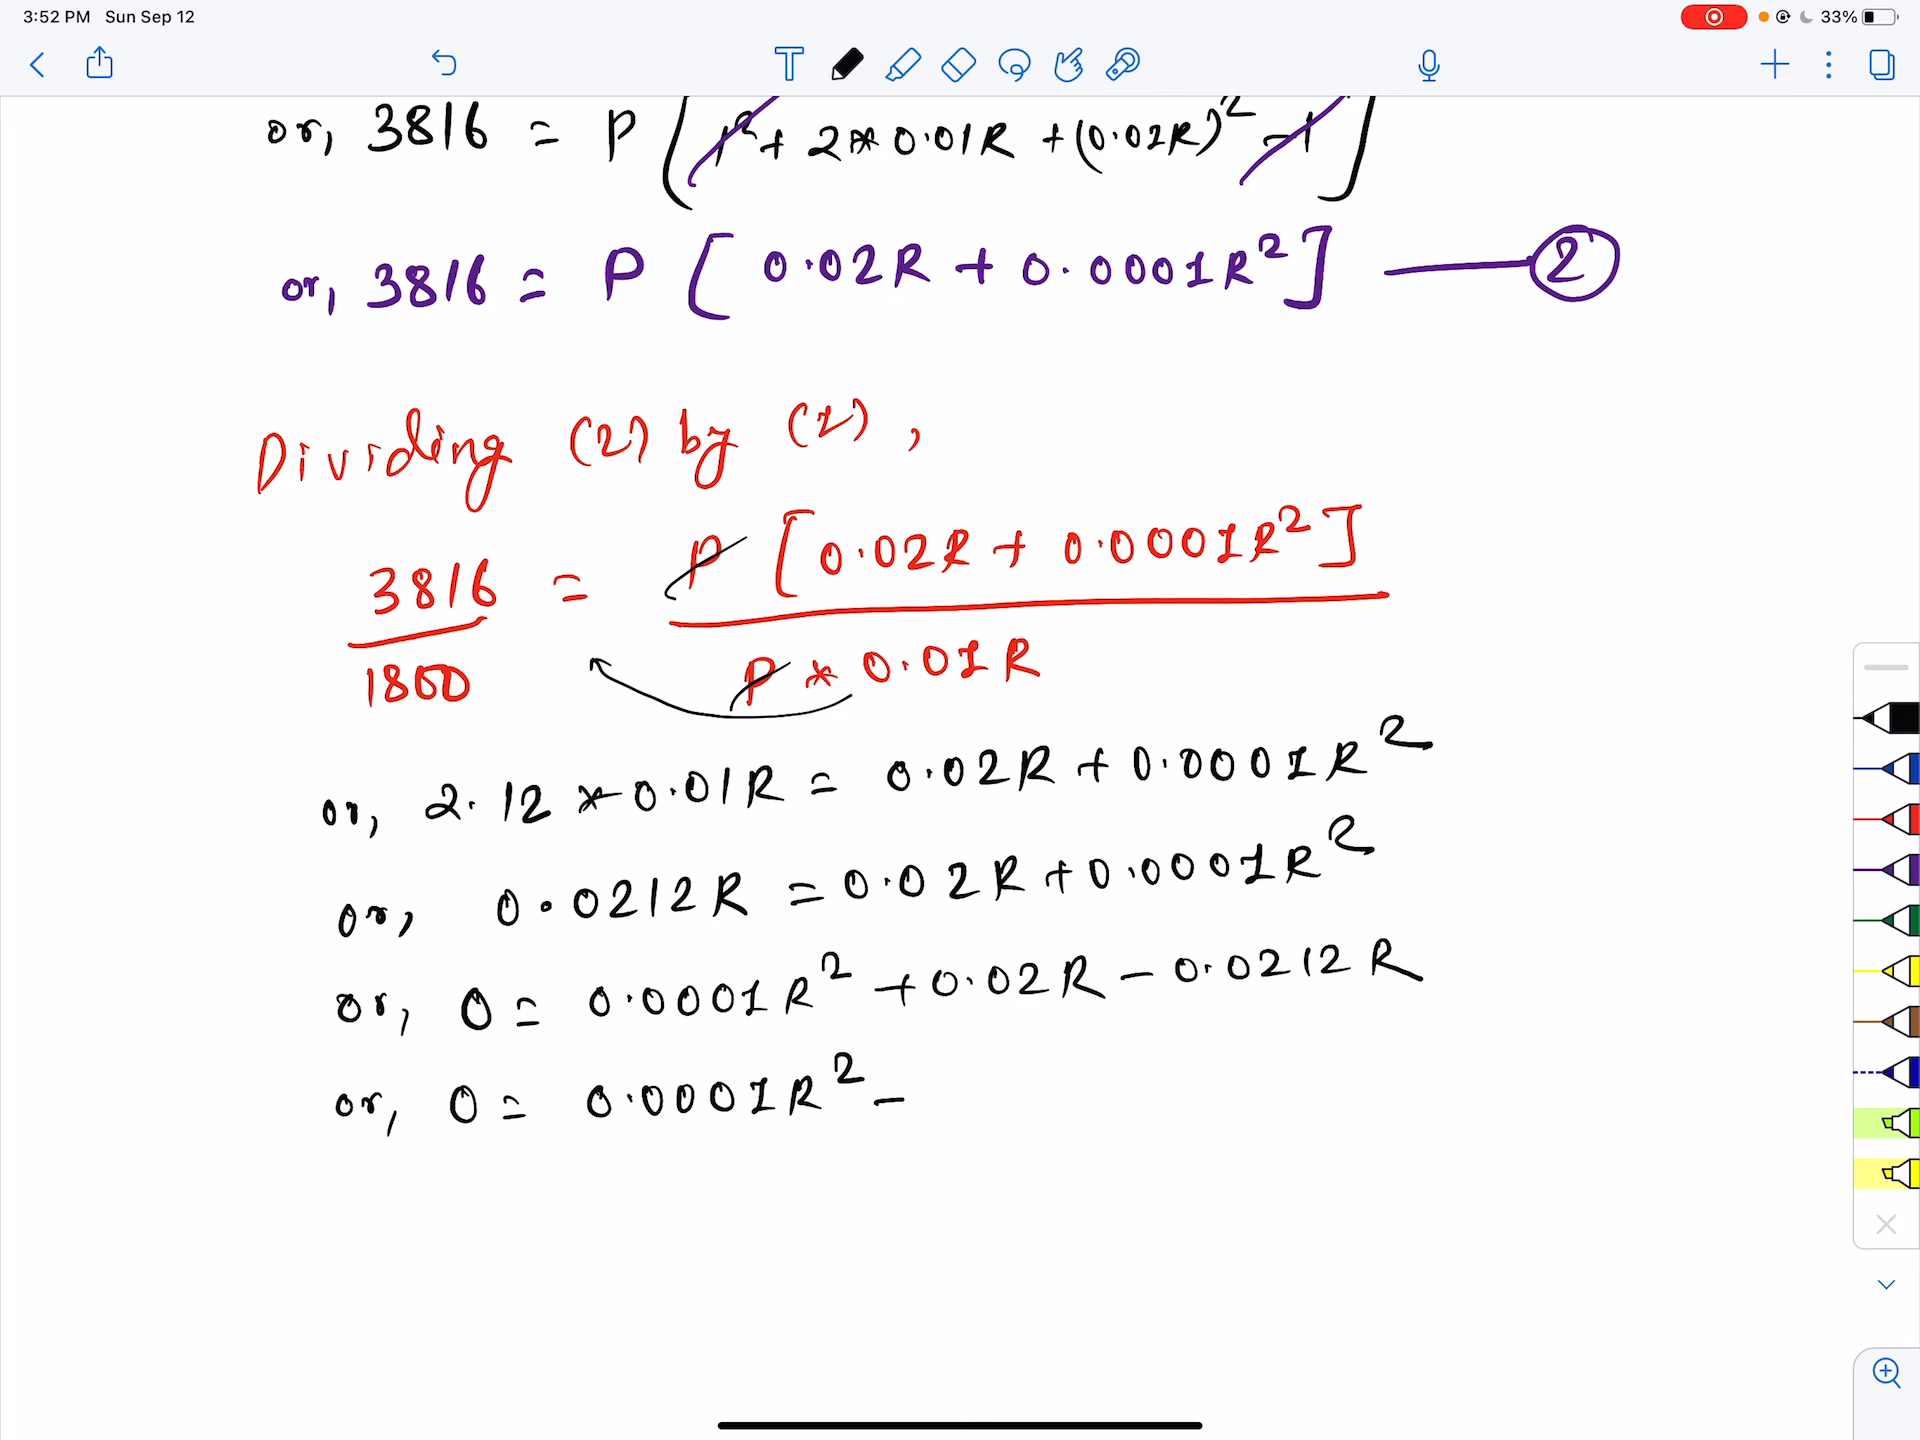 3:52 PM Sun Sep 12
33%
or, 3816 = P [1² + 2*0.01R + (0.01R)² - 1]
or, 3816 = P [0.02R + 0.0001R²] —— 2
Dividing (2) by (1),
3816 = P [0.02R + 0.0001R²]
1800 P * 0.01R
or, 2.12 * 0.01R = 0.02R + 0.0001R²
or, 0.0212R = 0.02R + 0.0001R²
or, 0 = 0.0001R² + 0.02R - 0.0212R
or, 0 = 0.0001R² -